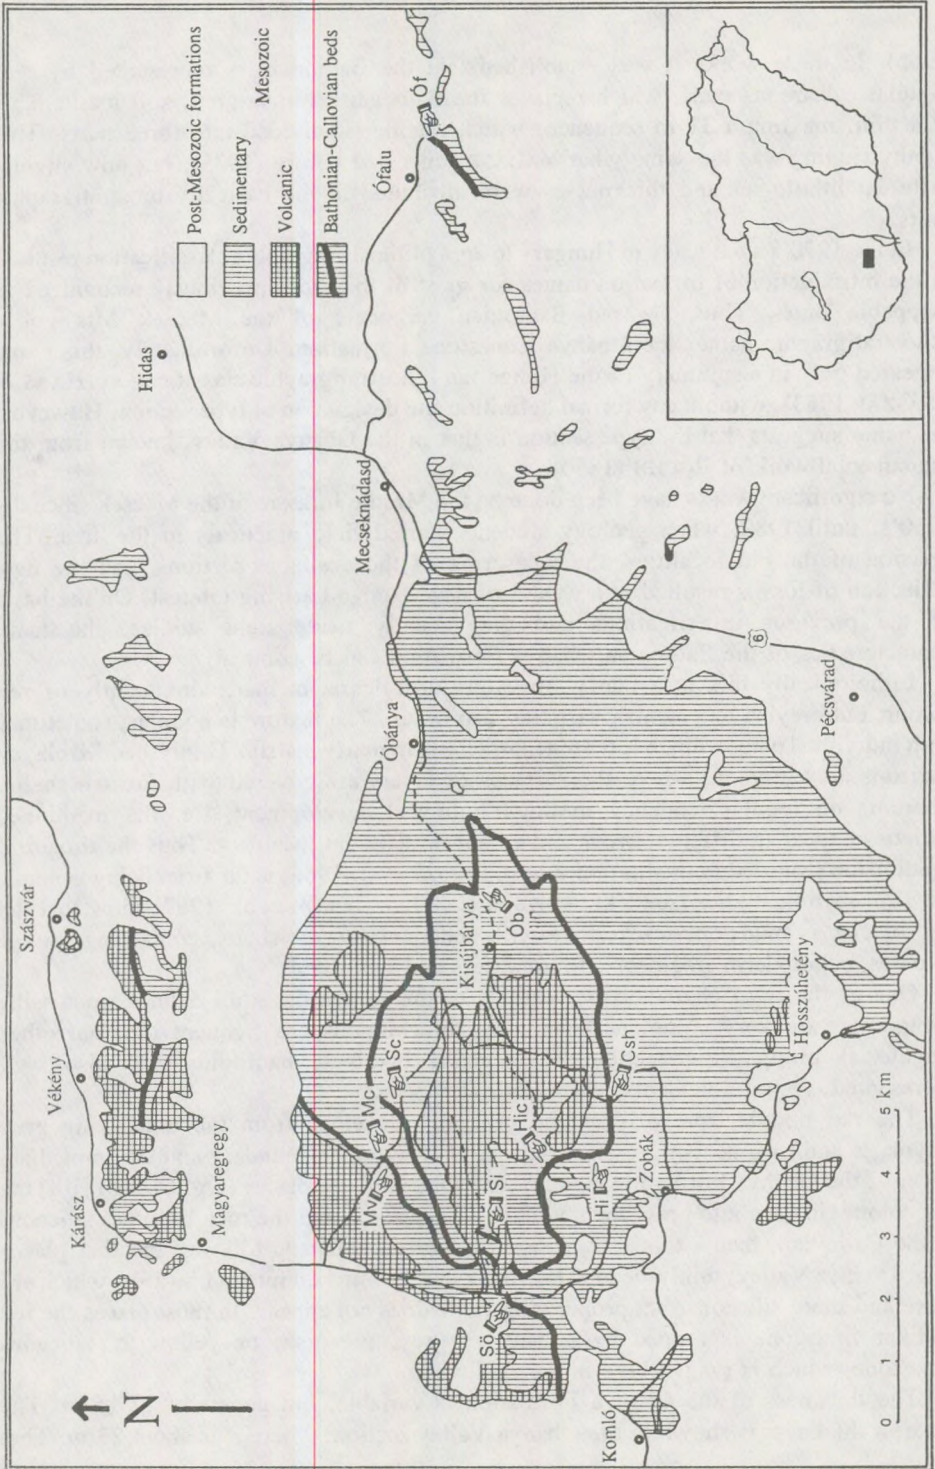 N
Post-Mesozoic formations
Sedimentary
Mesozoic
Volcanic
Bathonian-Callovian beds
Szászvár
Vékény
Kárász
Magyaregregy
Hidas
Mecseknádasd
Ófalu
Óf
Óbánya
Kisújbánya
Ób
Sc
Mc
Mv
Si
Hic
Csh
Hi
Sö
Zobák
Komló
Hosszúhetény
Pécsvárad
6
0 1 2 3 4 5 km